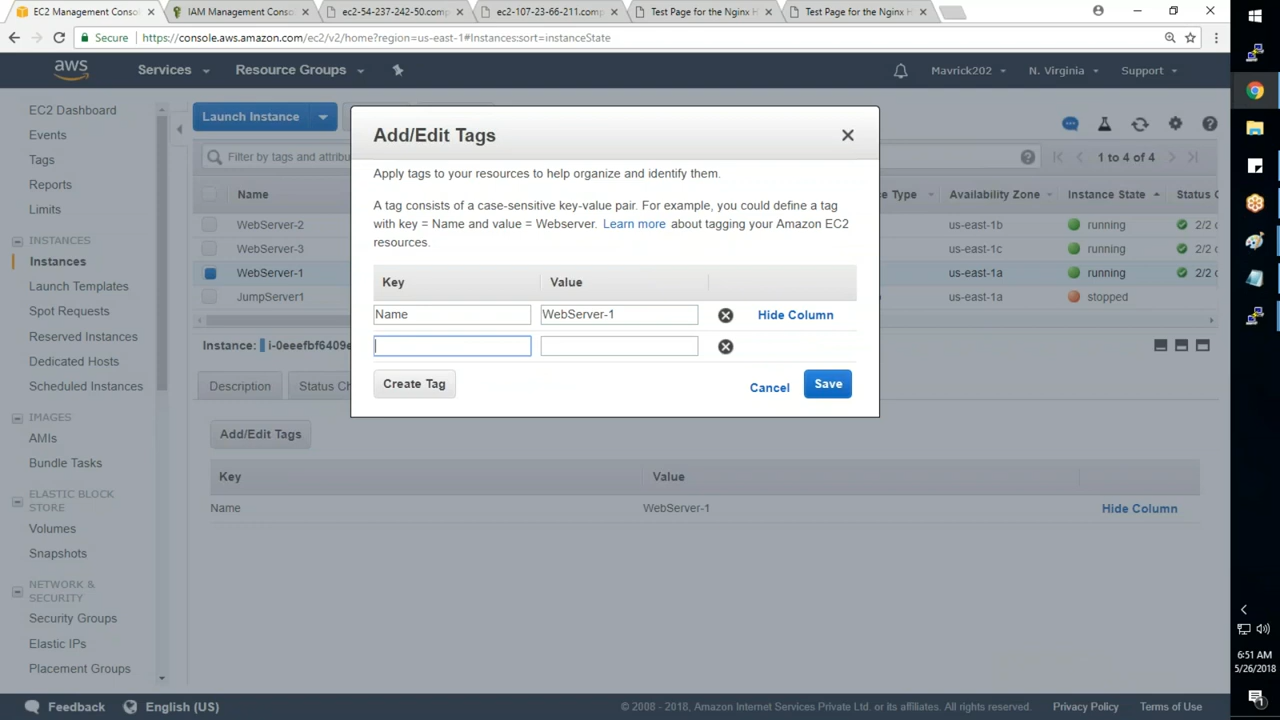 EC2 Management Conso
IAM Management Conso
ec2-54-237-242-50.comp
ec2-107-23-66-211.comp
Test Page for the Nginx H
Test Page for the Nginx H
Secure
https://console.aws.amazon.com/ec2/v2/home?region=us-east-1#Instances:sort=instanceState
aws
Services
Resource Groups
Mavrick202
N. Virginia
Support
EC2 Dashboard
Events
Tags
Reports
Limits
INSTANCES
Instances
Launch Templates
Spot Requests
Reserved Instances
Dedicated Hosts
Scheduled Instances
IMAGES
AMIs
Bundle Tasks
ELASTIC BLOCK
STORE
Volumes
Snapshots
NETWORK &
SECURITY
Security Groups
Elastic IPs
Placement Groups
Launch Instance
Filter by tags and attribu
1 to 4 of 4
Name
e Type
Availability Zone
Instance State
Status C
WebServer-2
us-east-1b
running
2/2 c
WebServer-3
us-east-1c
running
2/2 c
WebServer-1
us-east-1a
running
2/2 c
JumpServer1
us-east-1a
stopped
Instance:
i-0eeefbf6409e
Description
Status Ch
Add/Edit Tags
Key
Value
Name
WebServer-1
Hide Column
Add/Edit Tags
Apply tags to your resources to help organize and identify them.
A tag consists of a case-sensitive key-value pair. For example, you could define a tag
with key = Name and value = Webserver. Learn more about tagging your Amazon EC2
resources.
Key
Value
Name
WebServer-1
Hide Column
Create Tag
Cancel
Save
Feedback
English (US)
© 2008 - 2018, Amazon Internet Services Private Ltd. or its affiliates. All rights reserved.
Privacy Policy
Terms of Use
6:51 AM
5/26/2018
1